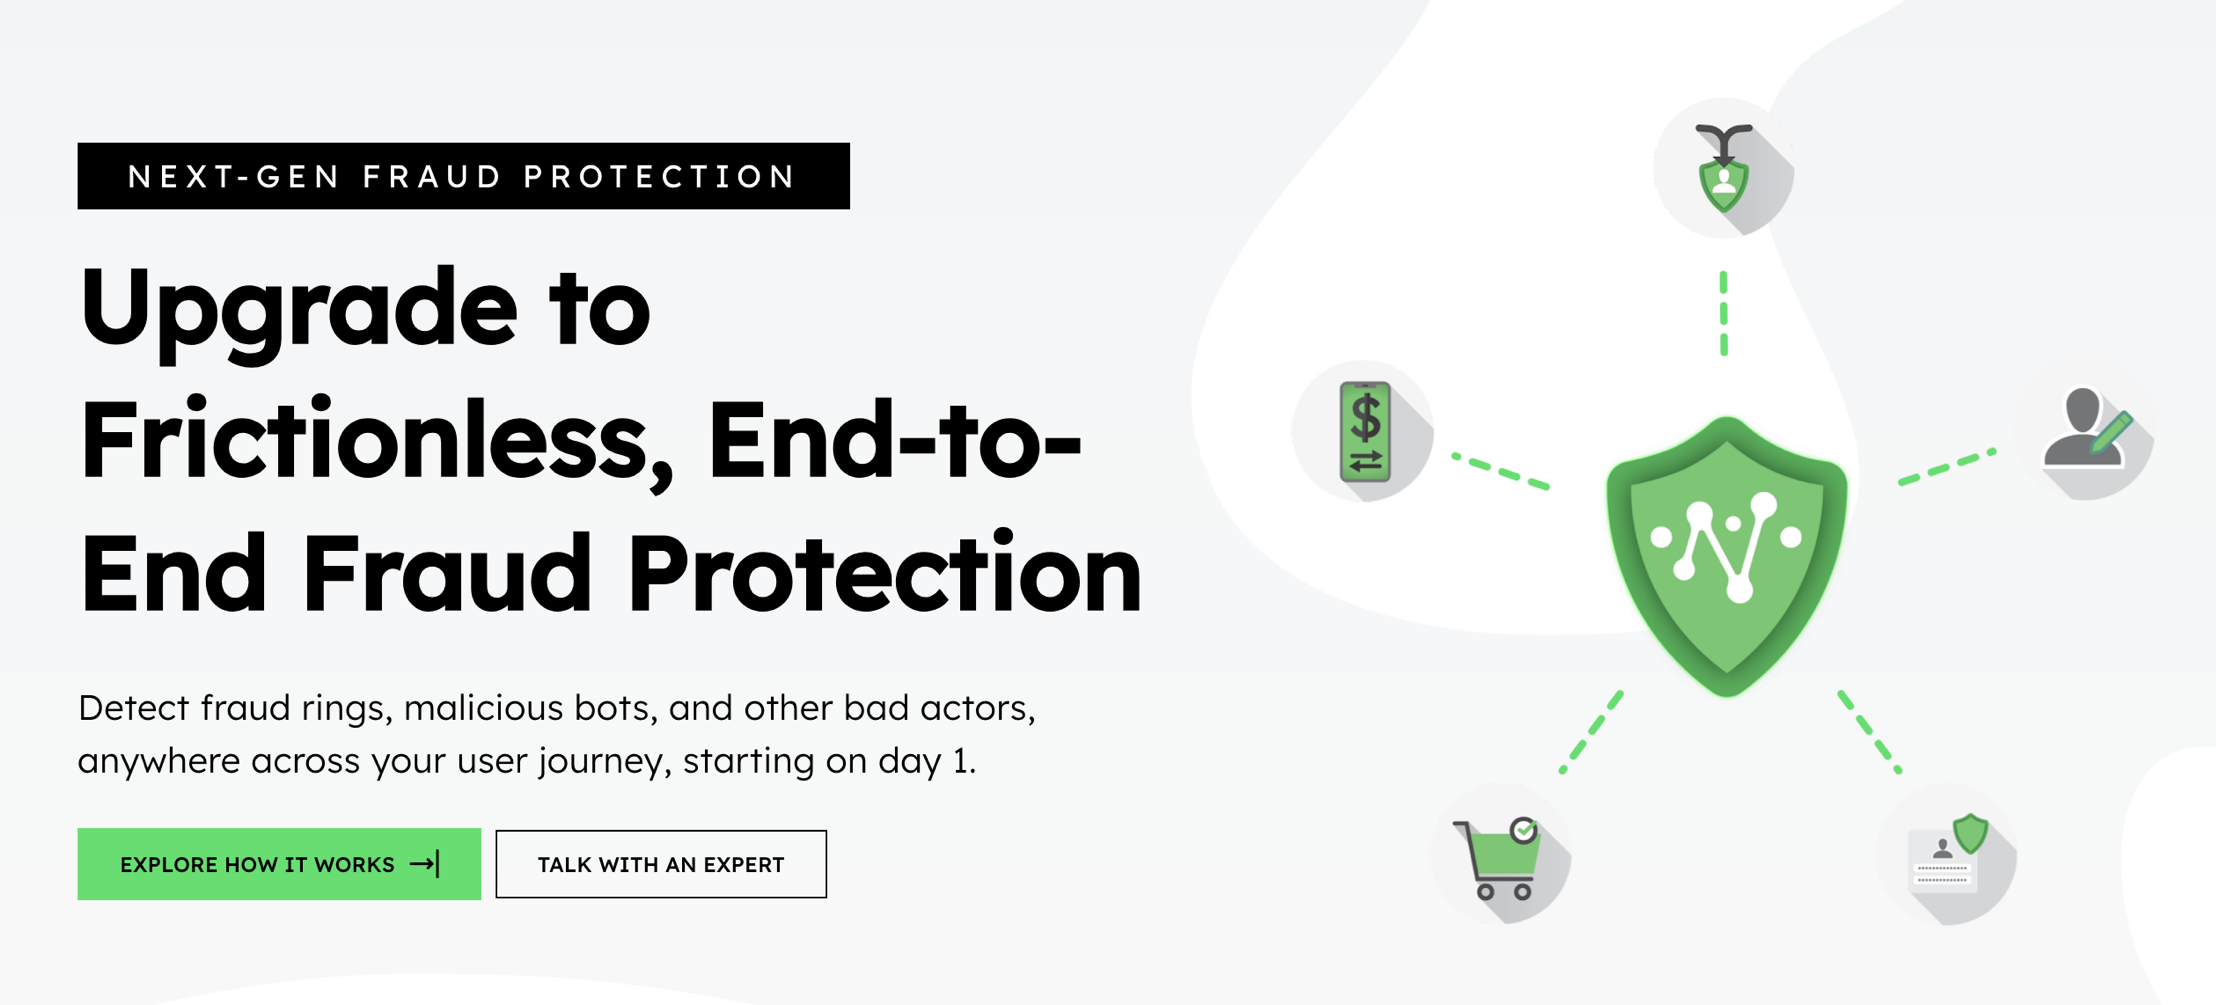 NEXT-GEN FRAUD PROTECTION
Upgrade to
Frictionless, End-to-
End Fraud Protection
Detect fraud rings, malicious bots, and other bad actors,
anywhere across your user journey, starting on day 1.
EXPLORE HOW IT WORKS
TALK WITH AN EXPERT
$